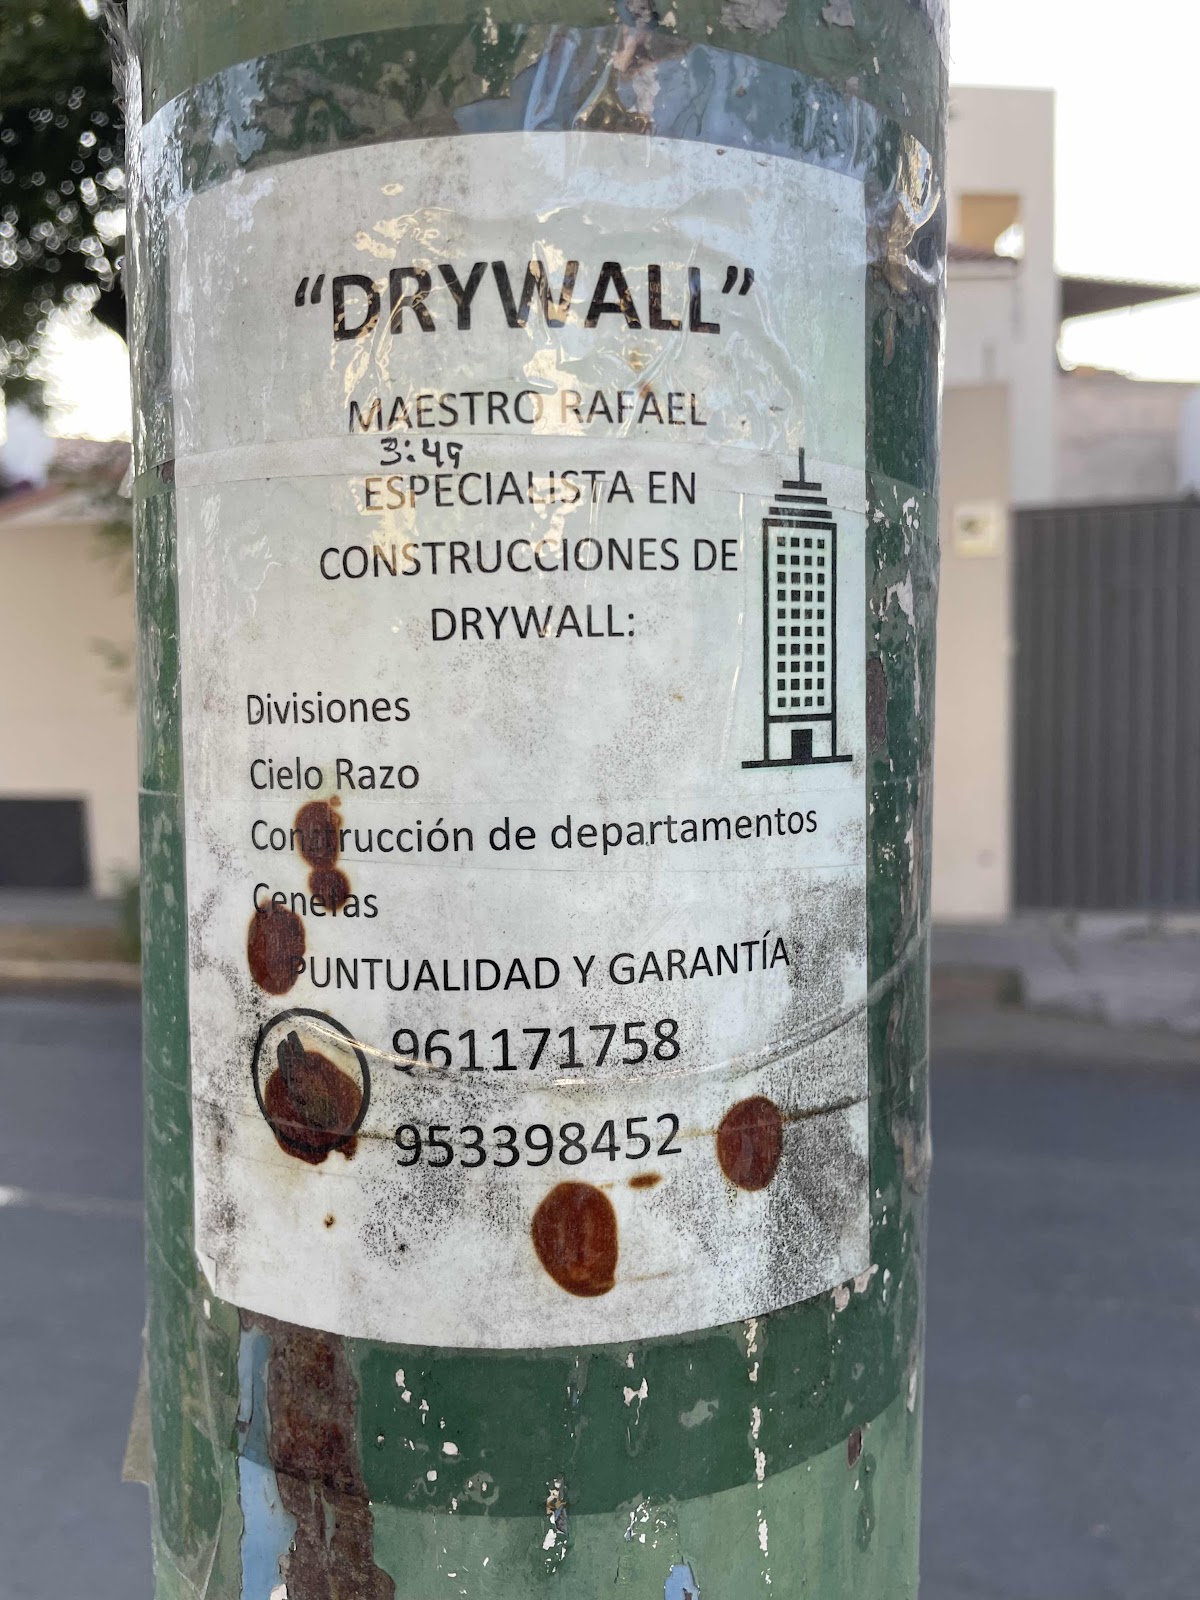 “DRYWALL”
MAESTRO RAFAEL
3:49
ESPECIALISTA EN
CONSTRUCCIONES DE
DRYWALL:
Divisiones
Cielo Razo
Construcción de departamentos
Cenefas
PUNTUALIDAD Y GARANTÍA
961171758
953398452